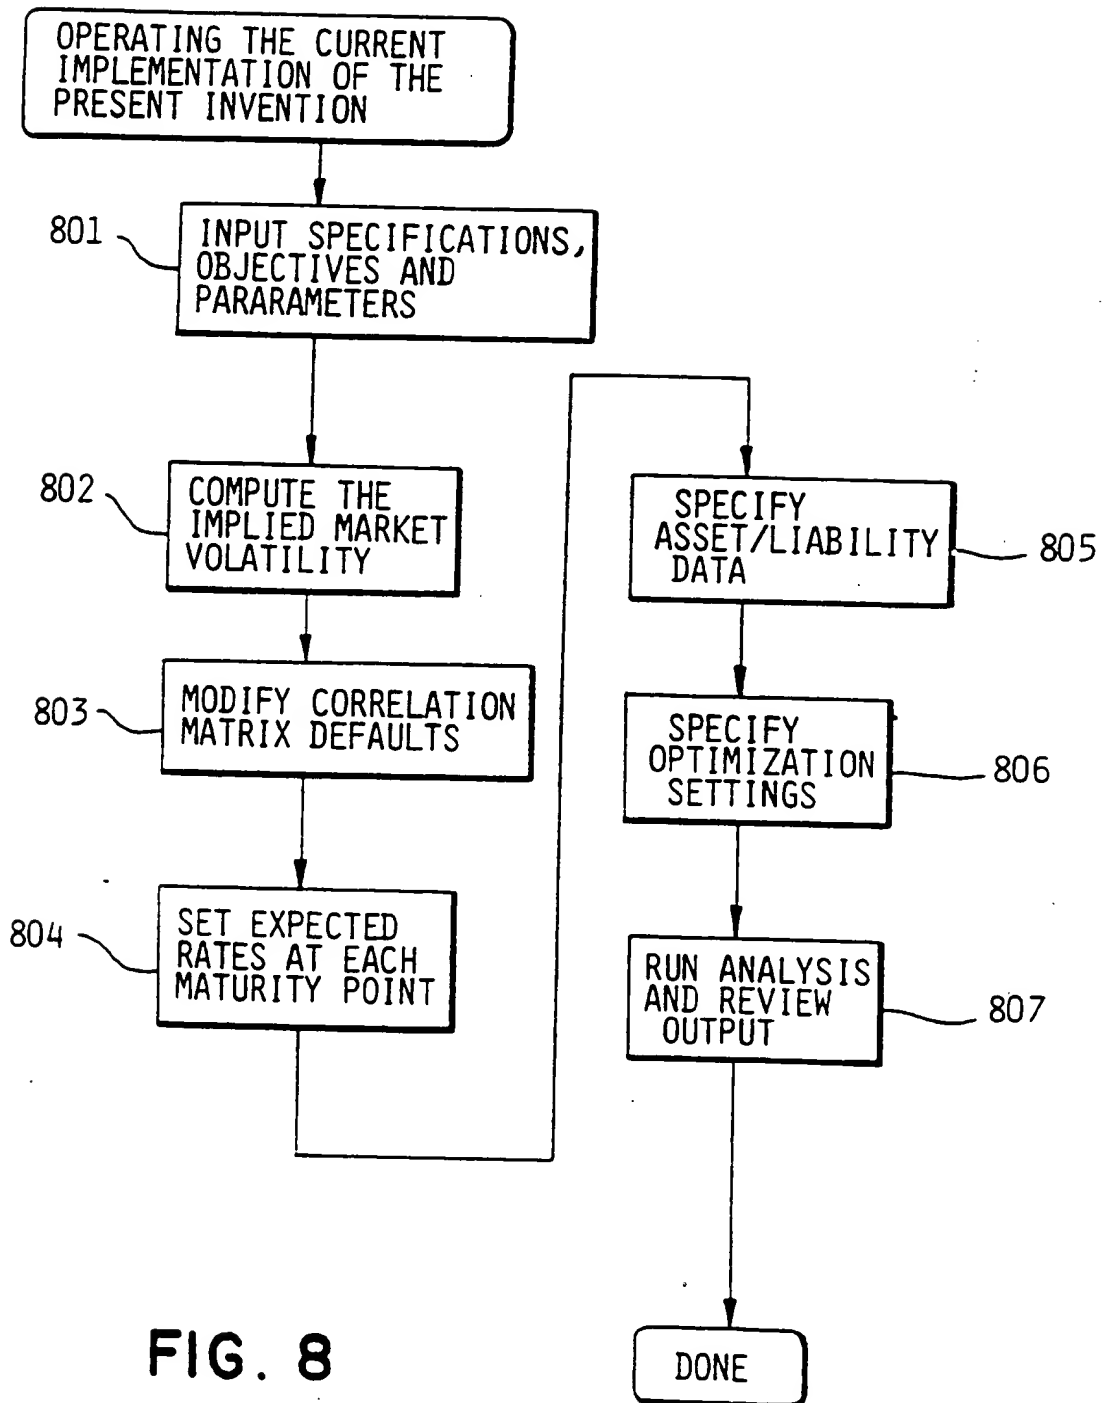 OPERATING THE CURRENT
IMPLEMENTATION OF THE
PRESENT INVENTION
801
INPUT SPECIFICATIONS,
OBJECTIVES AND
PARARAMETERS
802
COMPUTE THE
IMPLIED MARKET
VOLATILITY
803
MODIFY CORRELATION
MATRIX DEFAULTS
804
SET EXPECTED
RATES AT EACH
MATURITY POINT
SPECIFY
ASSET/LIABILITY
DATA
805
SPECIFY
OPTIMIZATION
SETTINGS
806
RUN ANALYSIS
AND REVIEW
OUTPUT
807
DONE
FIG. 8